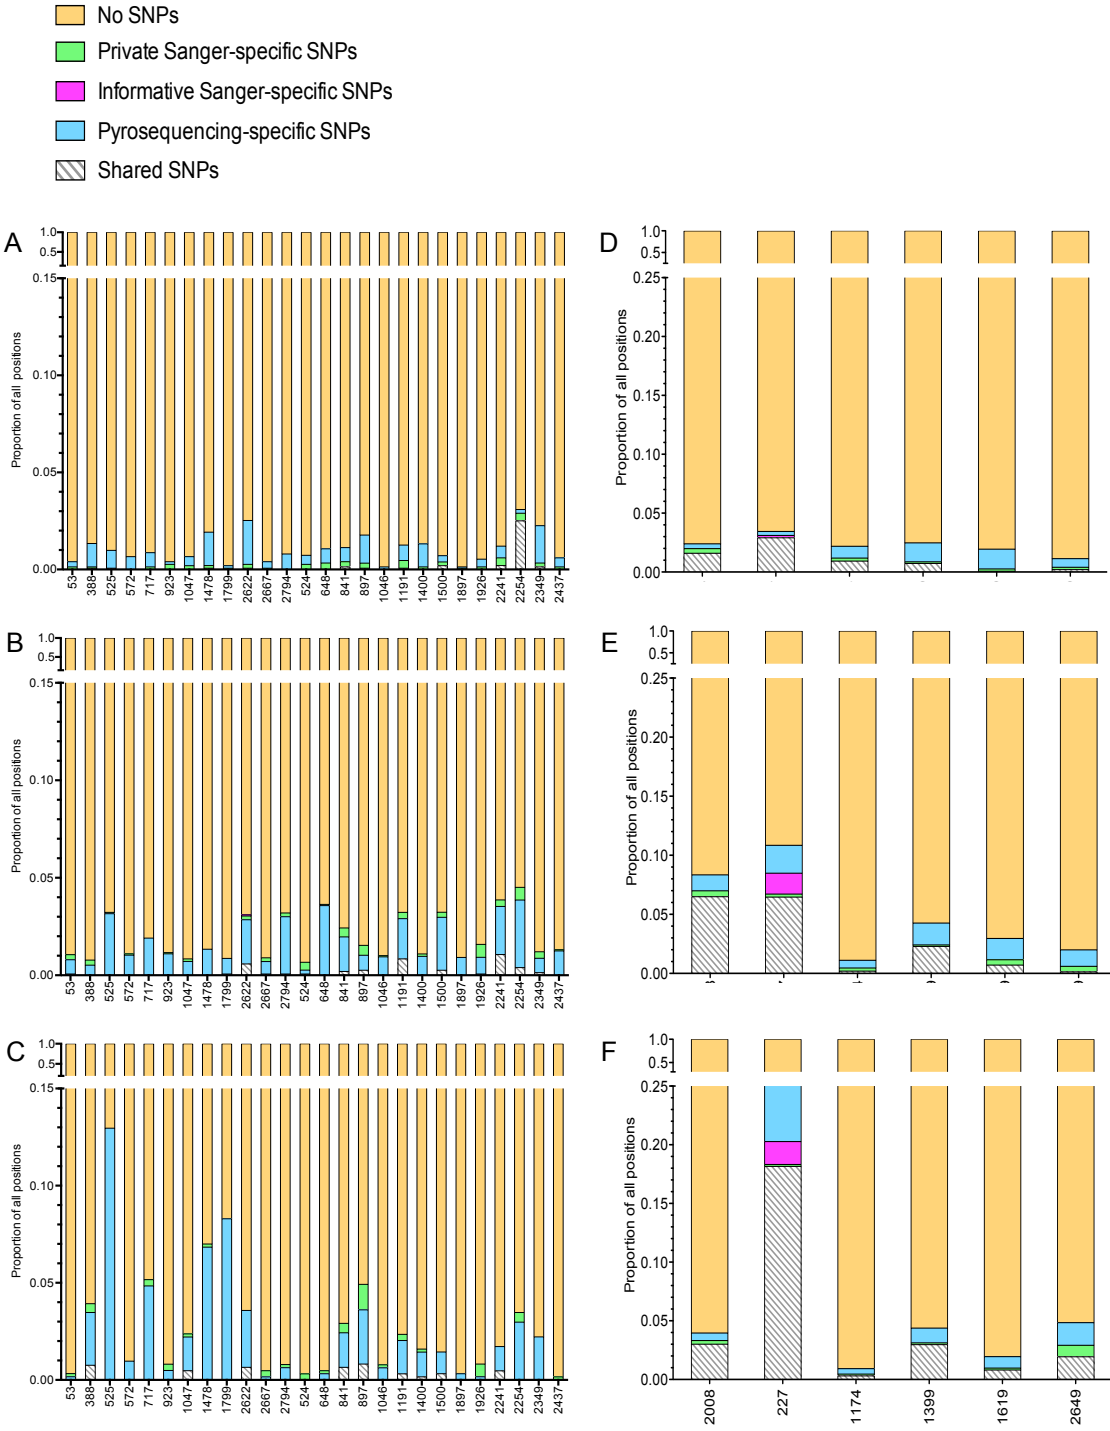 No SNPs
Private Sanger-specific SNPs
Informative Sanger-specific SNPs
Pyrosequencing-specific SNPs
Shared SNPs
A
Proportion of all positions
1.0
0.5
0.15
0.10
0.05
0.00
53 388 525 572 717 923 1047 1478 1799 2622 2667 2794 524 648 841 897 1046 1191 1400 1500 1897 1926 2241 2254 2349 2437
D
Proportion of all positions
1.0
0.5
0.25
0.20
0.15
0.10
0.05
0.00
B
Proportion of all positions
1.0
0.5
0.15
0.10
0.05
0.00
53 388 525 572 717 923 1047 1478 1799 2622 2667 2794 524 648 841 897 1046 1191 1400 1500 1897 1926 2241 2254 2349 2437
E
Proportion of all positions
1.0
0.5
0.25
0.20
0.15
0.10
0.05
0.00
C
Proportion of all positions
1.0
0.5
0.15
0.10
0.05
0.00
53 388 525 572 717 923 1047 1478 1799 2622 2667 2794 524 648 841 897 1046 1191 1400 1500 1897 1926 2241 2254 2349 2437
F
Proportion of all positions
1.0
0.5
0.25
0.20
0.15
0.10
0.05
0.00
2008 227 1174 1399 1619 2649